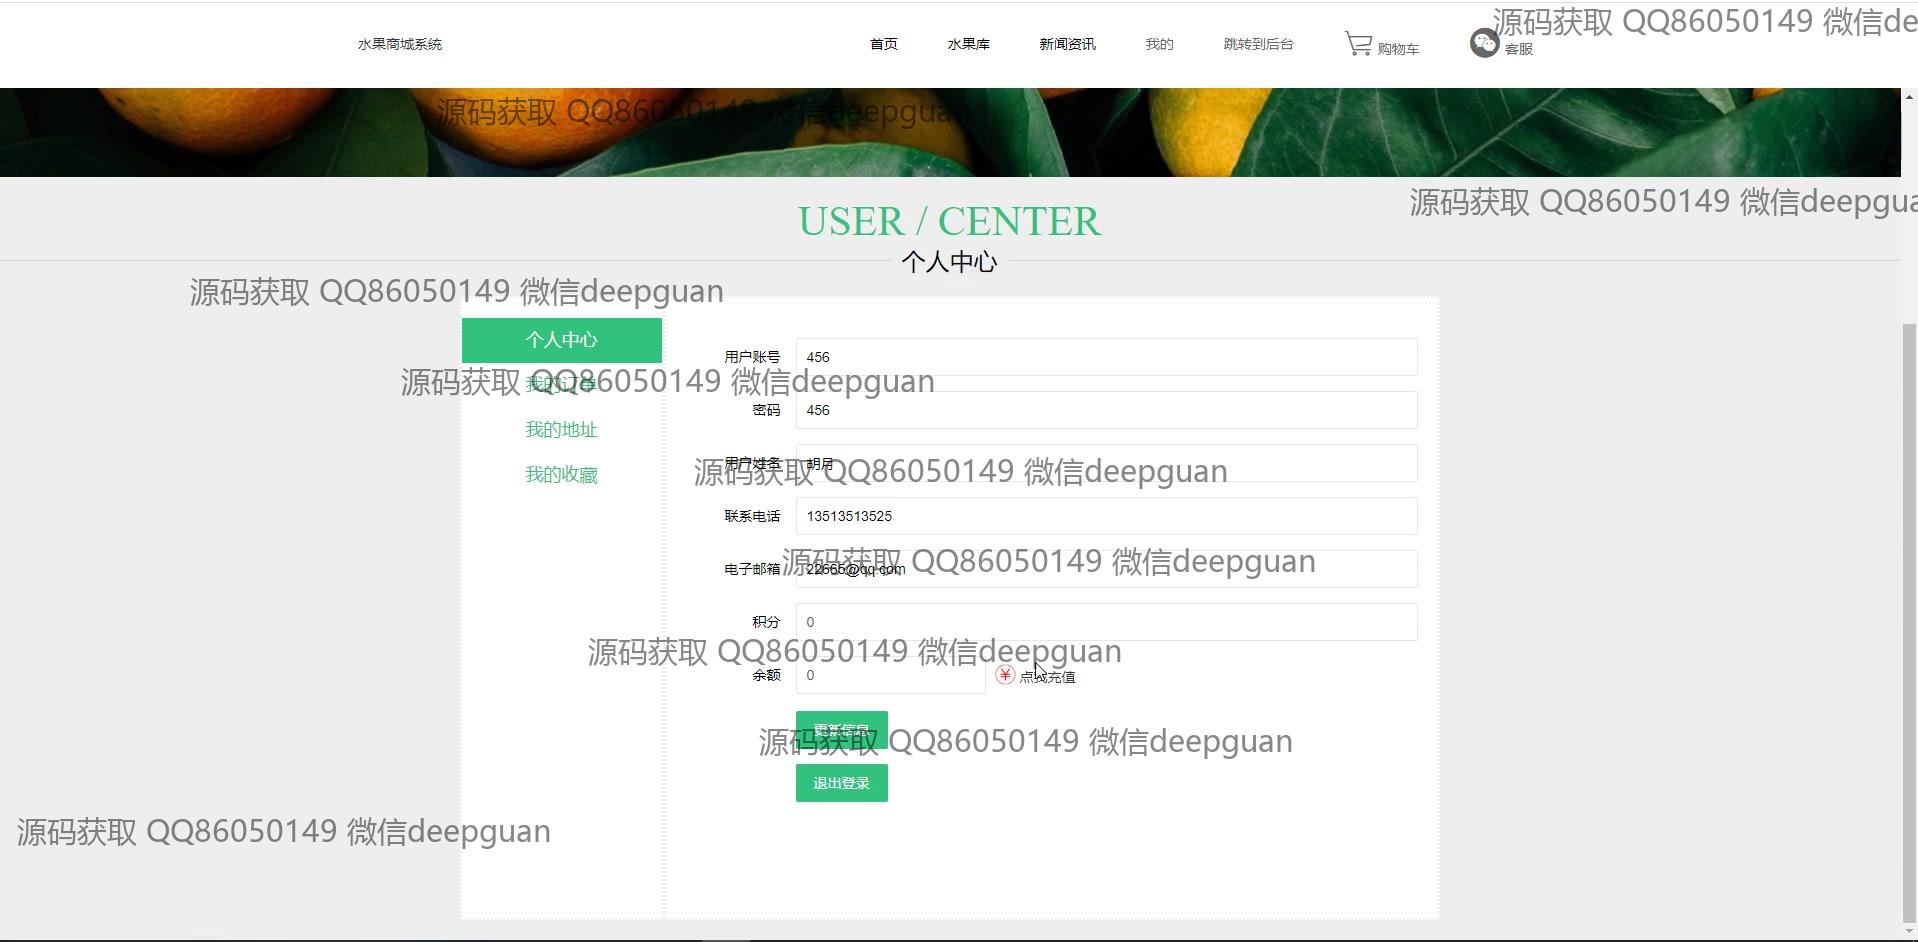 水果商城系统 首页 水果库 新闻资讯 我的 跳转到后台 购物车 客服
源码获取 QQ86050149 微信de
源码获取 QQ86050149 微信deepguan
源码获取 QQ86050149 微信deepgua
USER / CENTER
个人中心
源码获取 QQ86050149 微信deepguan
个人中心
用户账号 456
我的订单
源码获取 QQ86050149 微信deepguan
密码 456
我的地址
用户姓名 胡月
源码获取 QQ86050149 微信deepguan
我的收藏
联系电话 13513513525
源码获取 QQ86050149 微信deepguan
电子邮箱 22665@qq.com
积分 0
源码获取 QQ86050149 微信deepguan
余额 0 点我充值
更新信息
源码获取 QQ86050149 微信deepguan
退出登录
源码获取 QQ86050149 微信deepguan